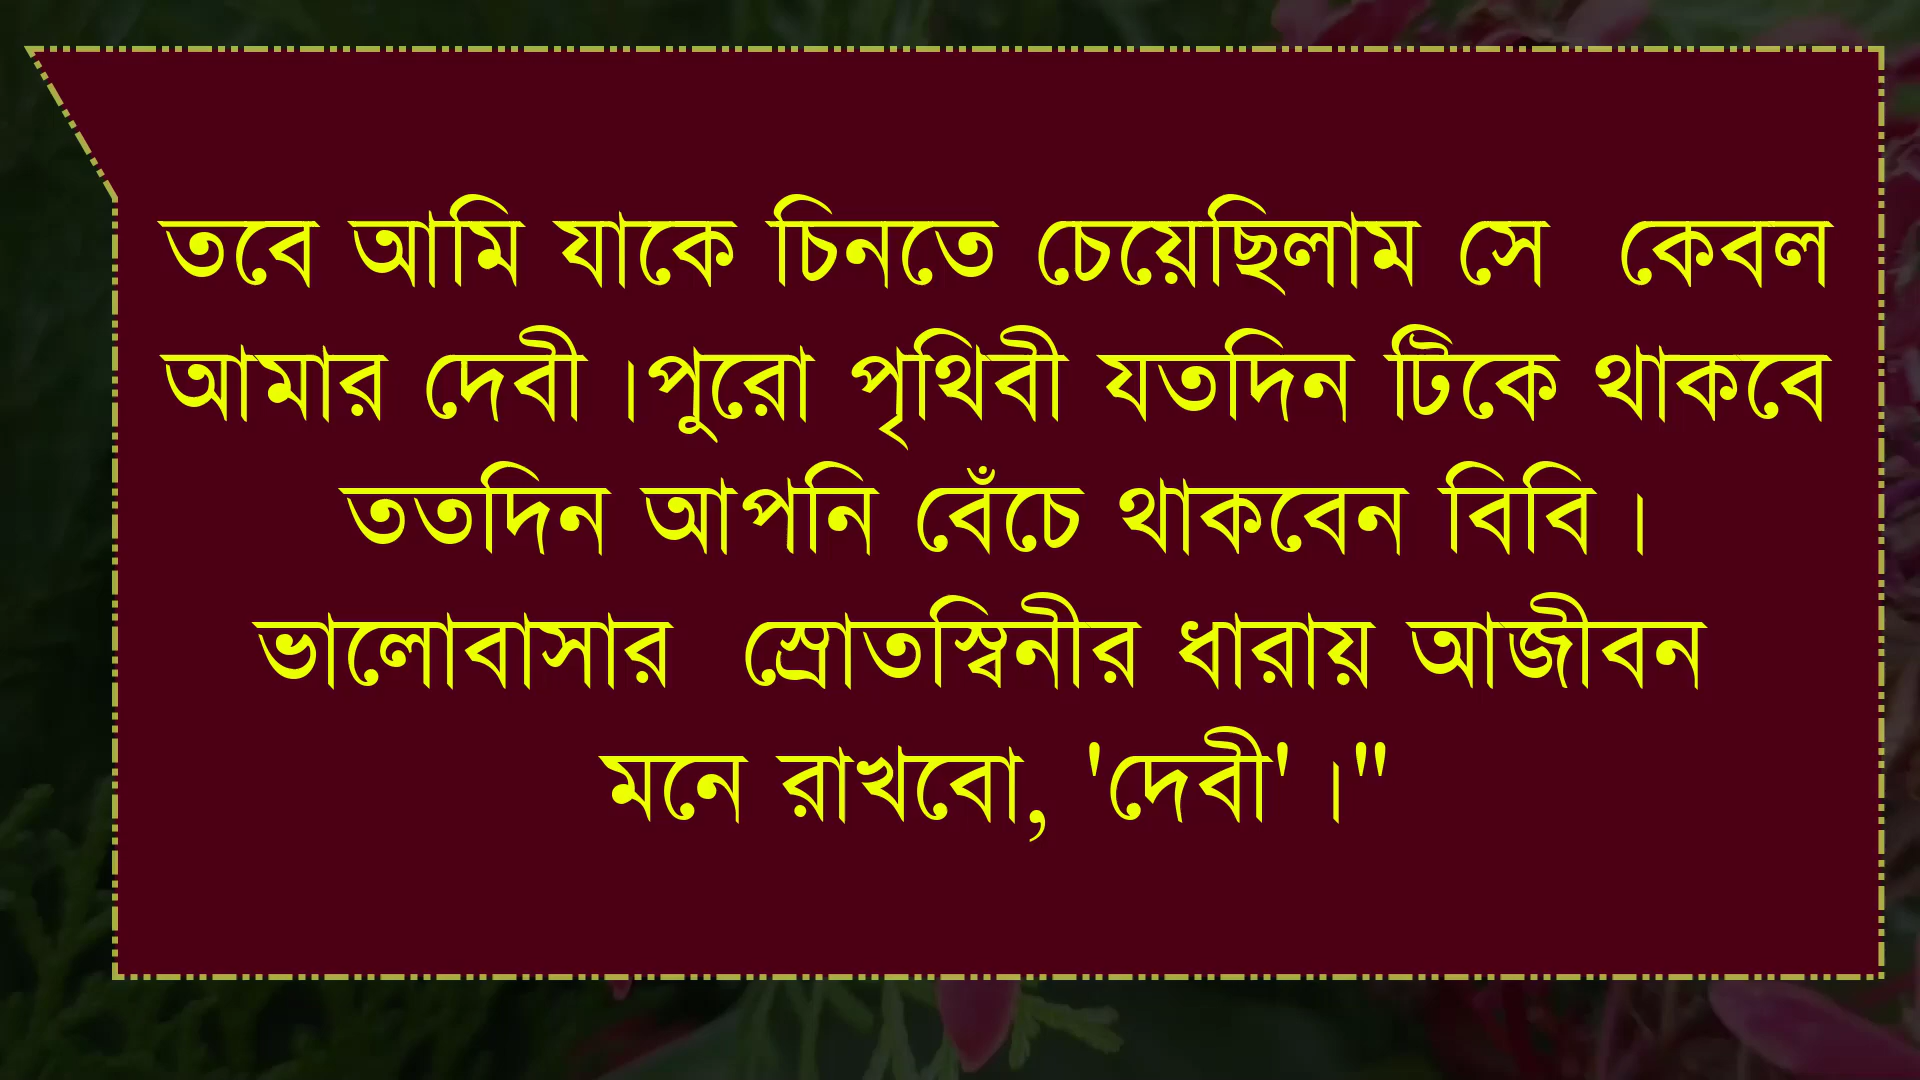 তবে আমি যাকে চিনতে চেয়েছিলাম সে কেবল
আমার দেবী ।পুরো পৃথিবী যতদিন টিকে থাকবে
ততদিন আপনি বেঁচে থাকবেন বিবি ।
ভালোবাসার স্রোতস্বিনীর ধারায় আজীবন
মনে রাখবো, 'দেবী' ।"